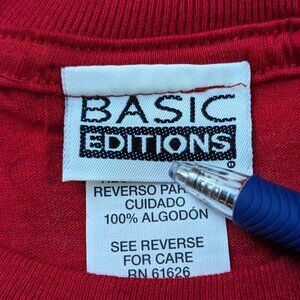 BASIC
EDITIONS
REVERSO PAR
CUIDADO
100% ALGODÓN
SEE REVERSE
FOR CARE
RN 61626